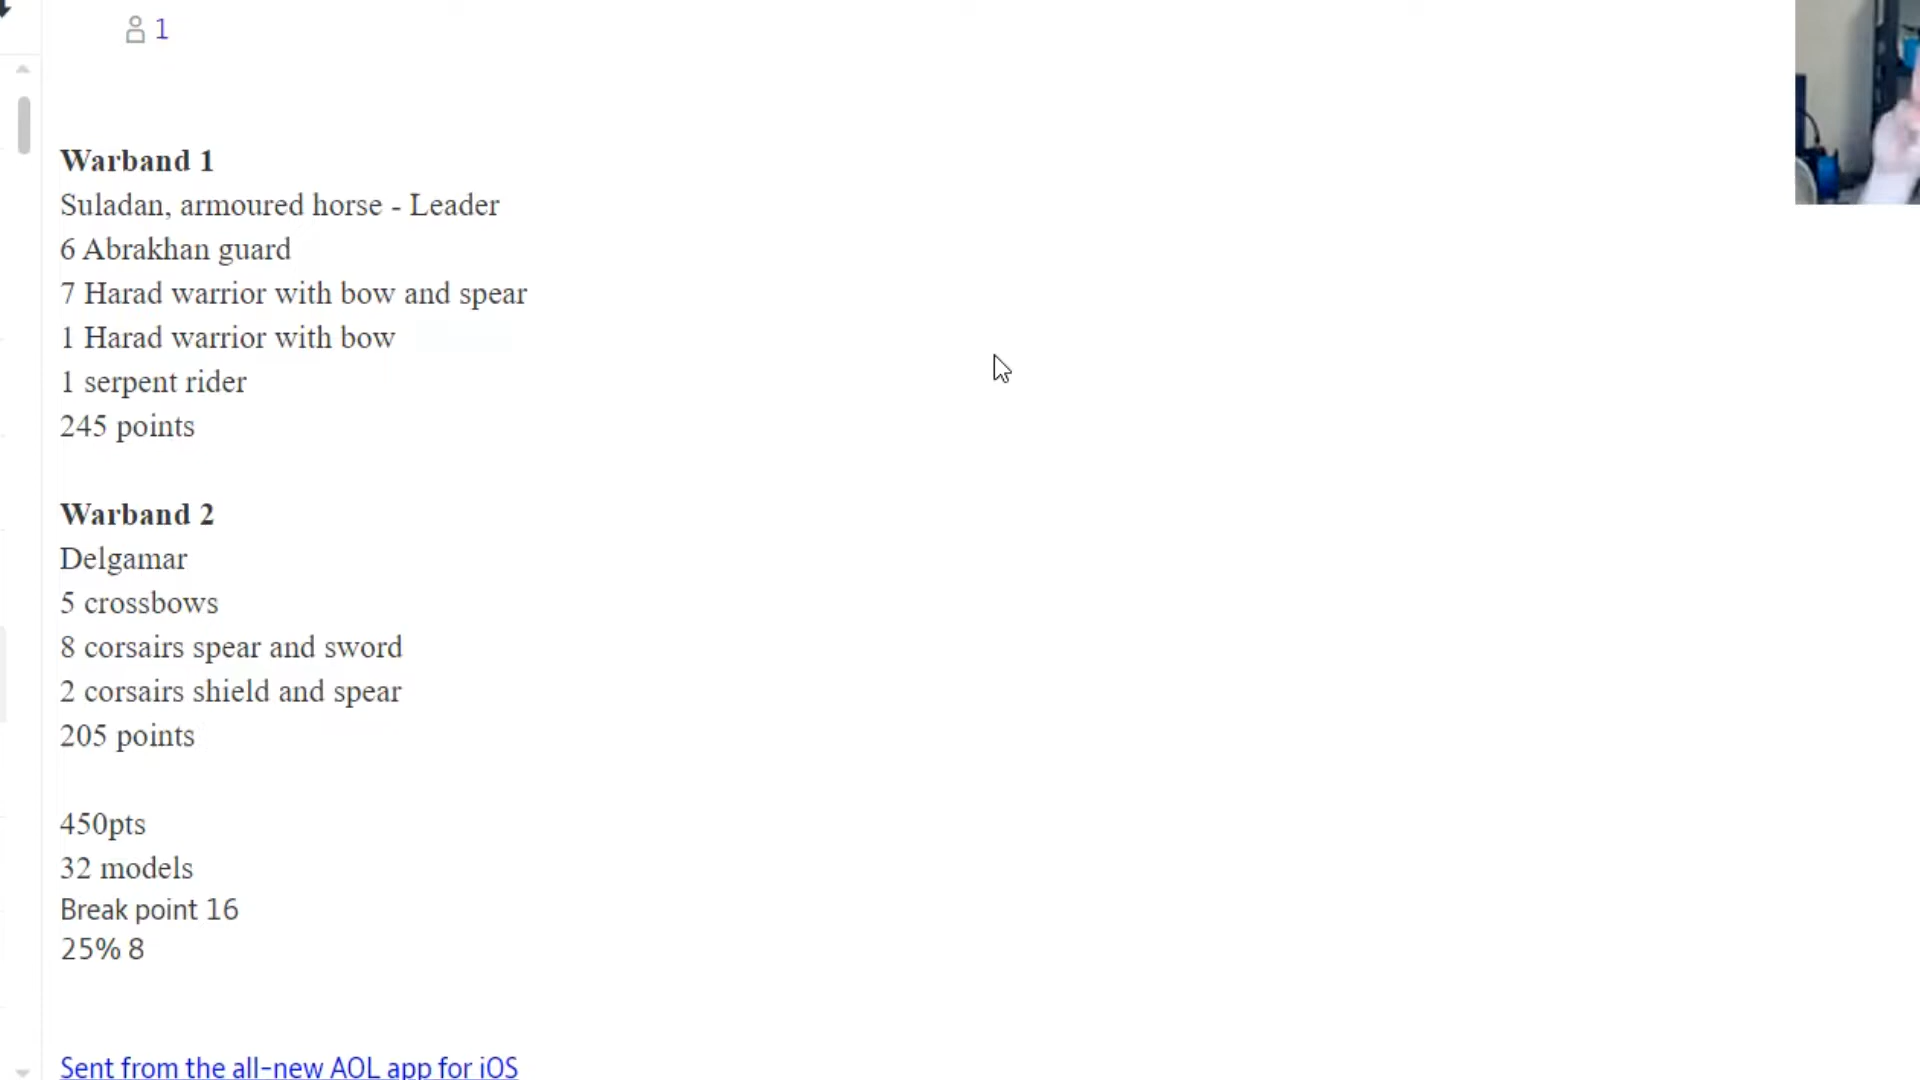 1
Warband 1
Suladan, armoured horse - Leader
6 Abrakhan guard
7 Harad warrior with bow and spear
1 Harad warrior with bow
1 serpent rider
245 points
Warband 2
Delgamar
5 crossbows
8 corsairs spear and sword
2 corsairs shield and spear
205 points
450pts
32 models
Break point 16
25% 8
Sent from the all-new AOL app for iOS